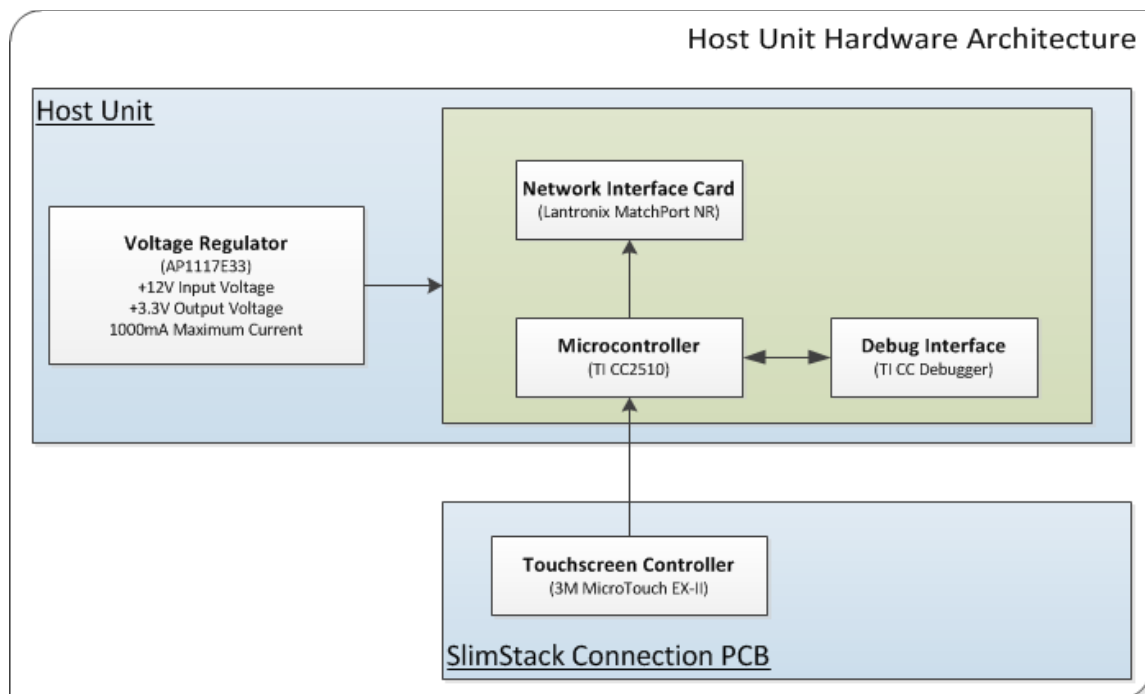 Host Unit Hardware Architecture
Host Unit
Network Interface Card
(Lantronix MatchPort NR)
Voltage Regulator
(AP1117E33)
+12V Input Voltage
+3.3V Output Voltage
1000mA Maximum Current
Microcontroller
(TI CC2510)
Debug Interface
(TI CC Debugger)
Touchscreen Controller
(3M MicroTouch EX-II)
SlimStack Connection PCB